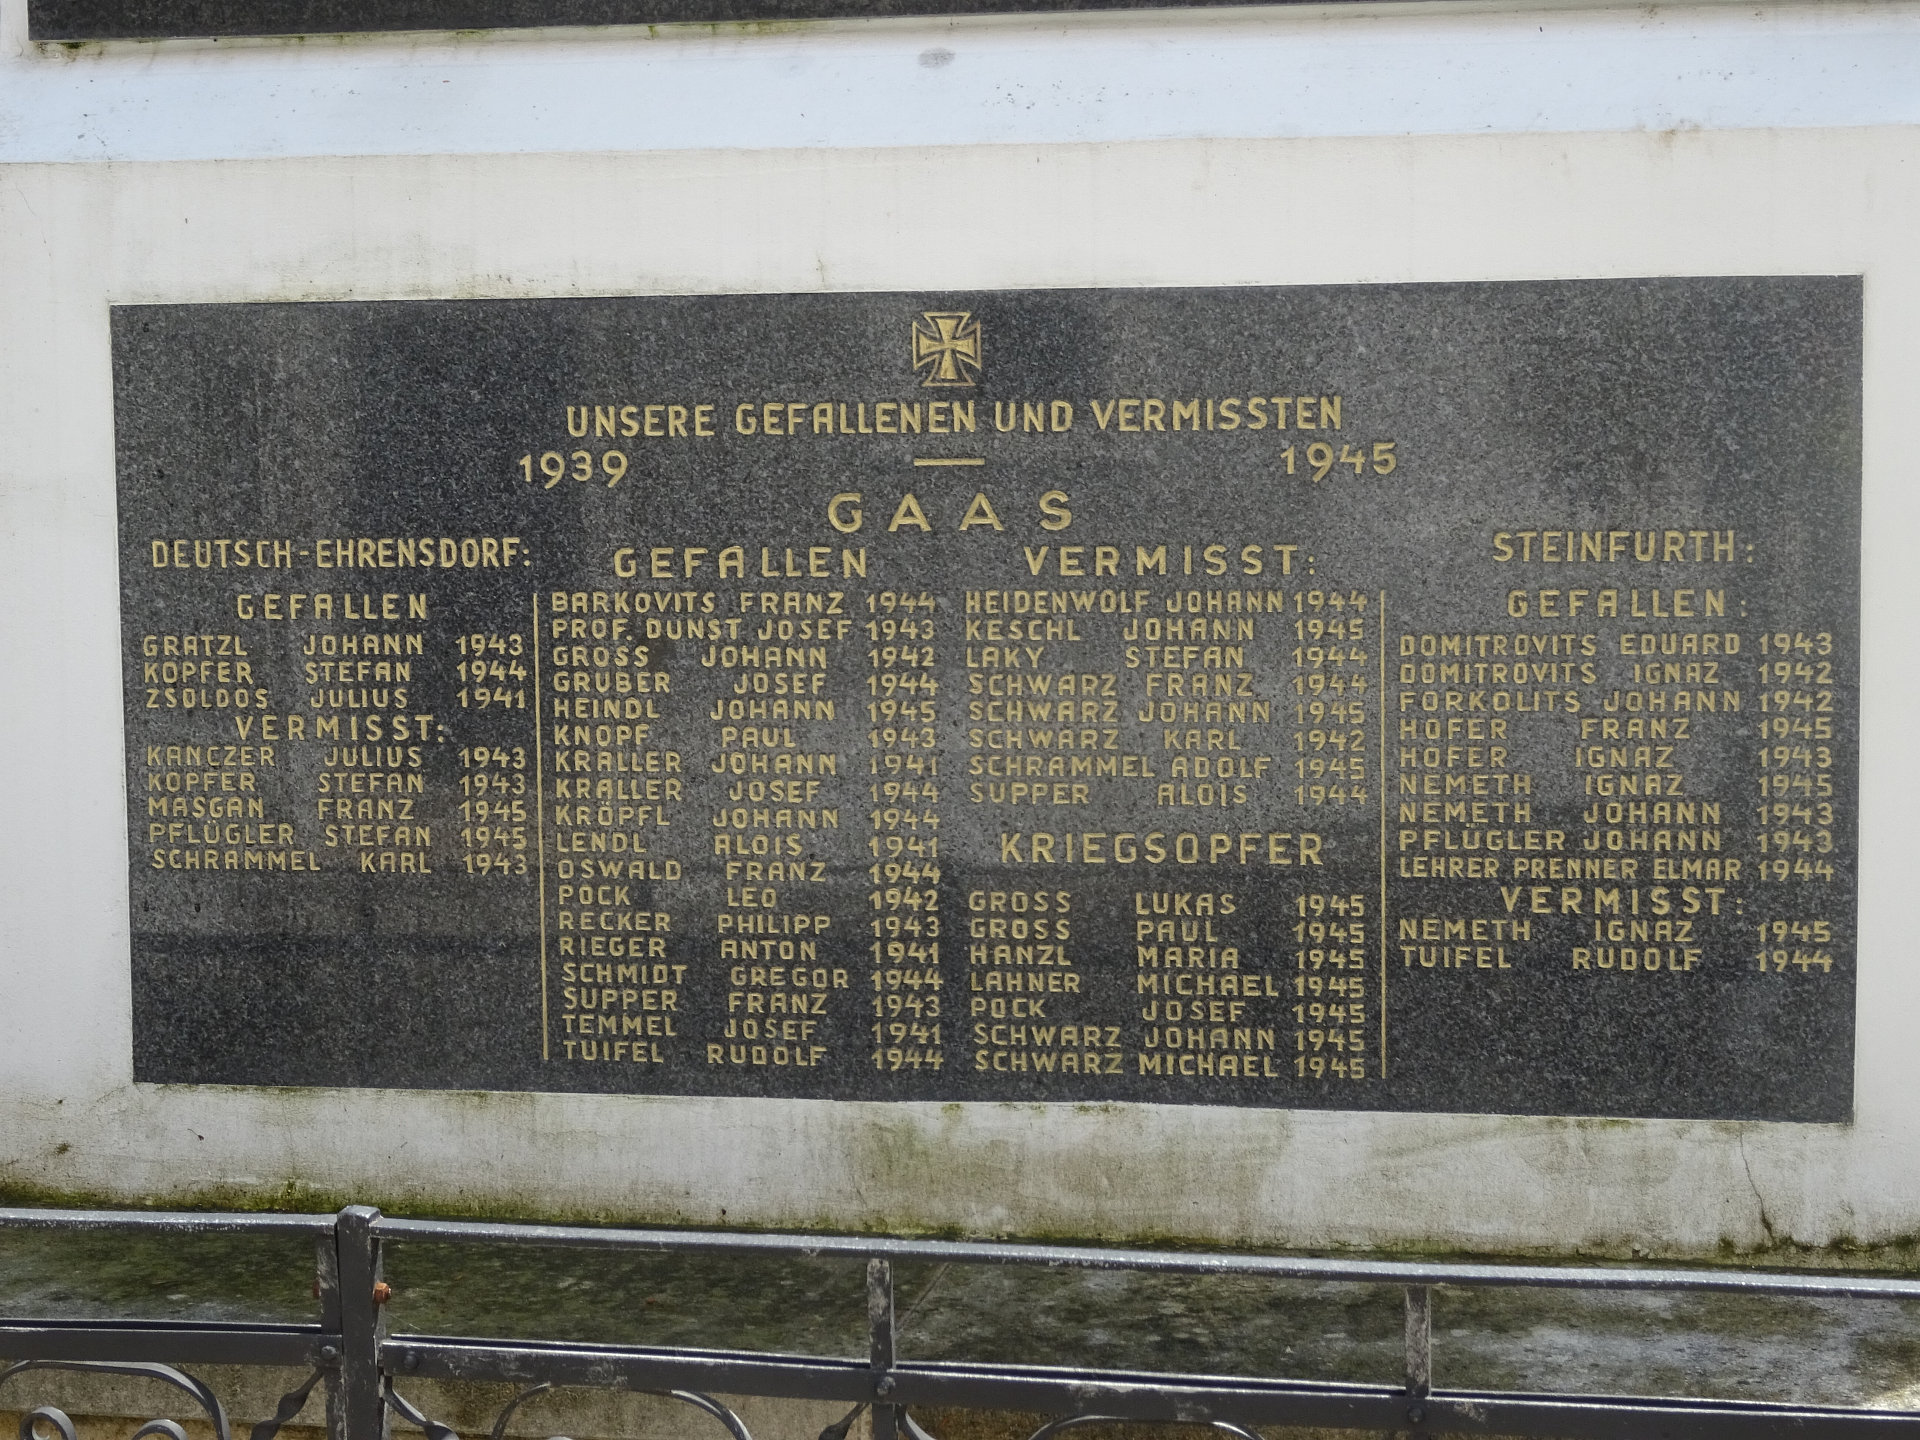 UNSERE GEFALLENEN UND VERMISSTEN
1939 — 1945
GAAS
DEUTSCH-EHRENSDORF:
GEFALLEN
GRATZL JOHANN 1943
KOPFER STEFAN 1944
ZSOLDOS JULIUS 1941
VERMISST:
KANCZER JULIUS 1943
KOPFER STEFAN 1943
MASGAN FRANZ 1945
PFLÜGLER STEFAN 1945
SCHRAMMEL KARL 1943
GEFALLEN
BARKOVITS FRANZ 1944
PROF. DUNST JOSEF 1943
GROSS JOHANN 1942
GRUBER JOSEF 1944
HEINDL JOHANN 1945
KNOPF PAUL 1943
KRALLER JOHANN 1941
KRALLER JOSEF 1944
KRÖPFL JOHANN 1944
LENDL ALOIS 1941
OSWALD FRANZ 1944
POCK LEO 1942
RECKER PHILIPP 1943
RIEGER ANTON 1941
SCHMIDT GREGOR 1944
SUPPER FRANZ 1943
TEMMEL JOSEF 1941
TUIFEL RUDOLF 1944
VERMISST:
HEIDENWOLF JOHANN 1944
KESCHL JOHANN 1945
LAKY STEFAN 1944
SCHWARZ FRANZ 1944
SCHWARZ JOHANN 1945
SCHWARZ KARL 1942
SCHRAMMEL ADOLF 1945
SUPPER ALOIS 1944
KRIEGSOPFER
GROSS LUKAS 1945
GROSS PAUL 1945
HANZL MARIA 1945
LAHNER MICHAEL 1945
POCK JOSEF 1945
SCHWARZ JOHANN 1945
SCHWARZ MICHAEL 1945
STEINFURTH:
GEFALLEN:
DOMITROVITS EDUARD 1943
DOMITROVITS IGNAZ 1942
FORKOLITS JOHANN 1942
HOFER FRANZ 1945
HOFER IGNAZ 1943
NEMETH IGNAZ 1945
NEMETH JOHANN 1943
PFLÜGLER JOHANN 1943
LEHRER PRENNER ELMAR 1944
VERMISST:
NEMETH IGNAZ 1945
TUIFEL RUDOLF 1944